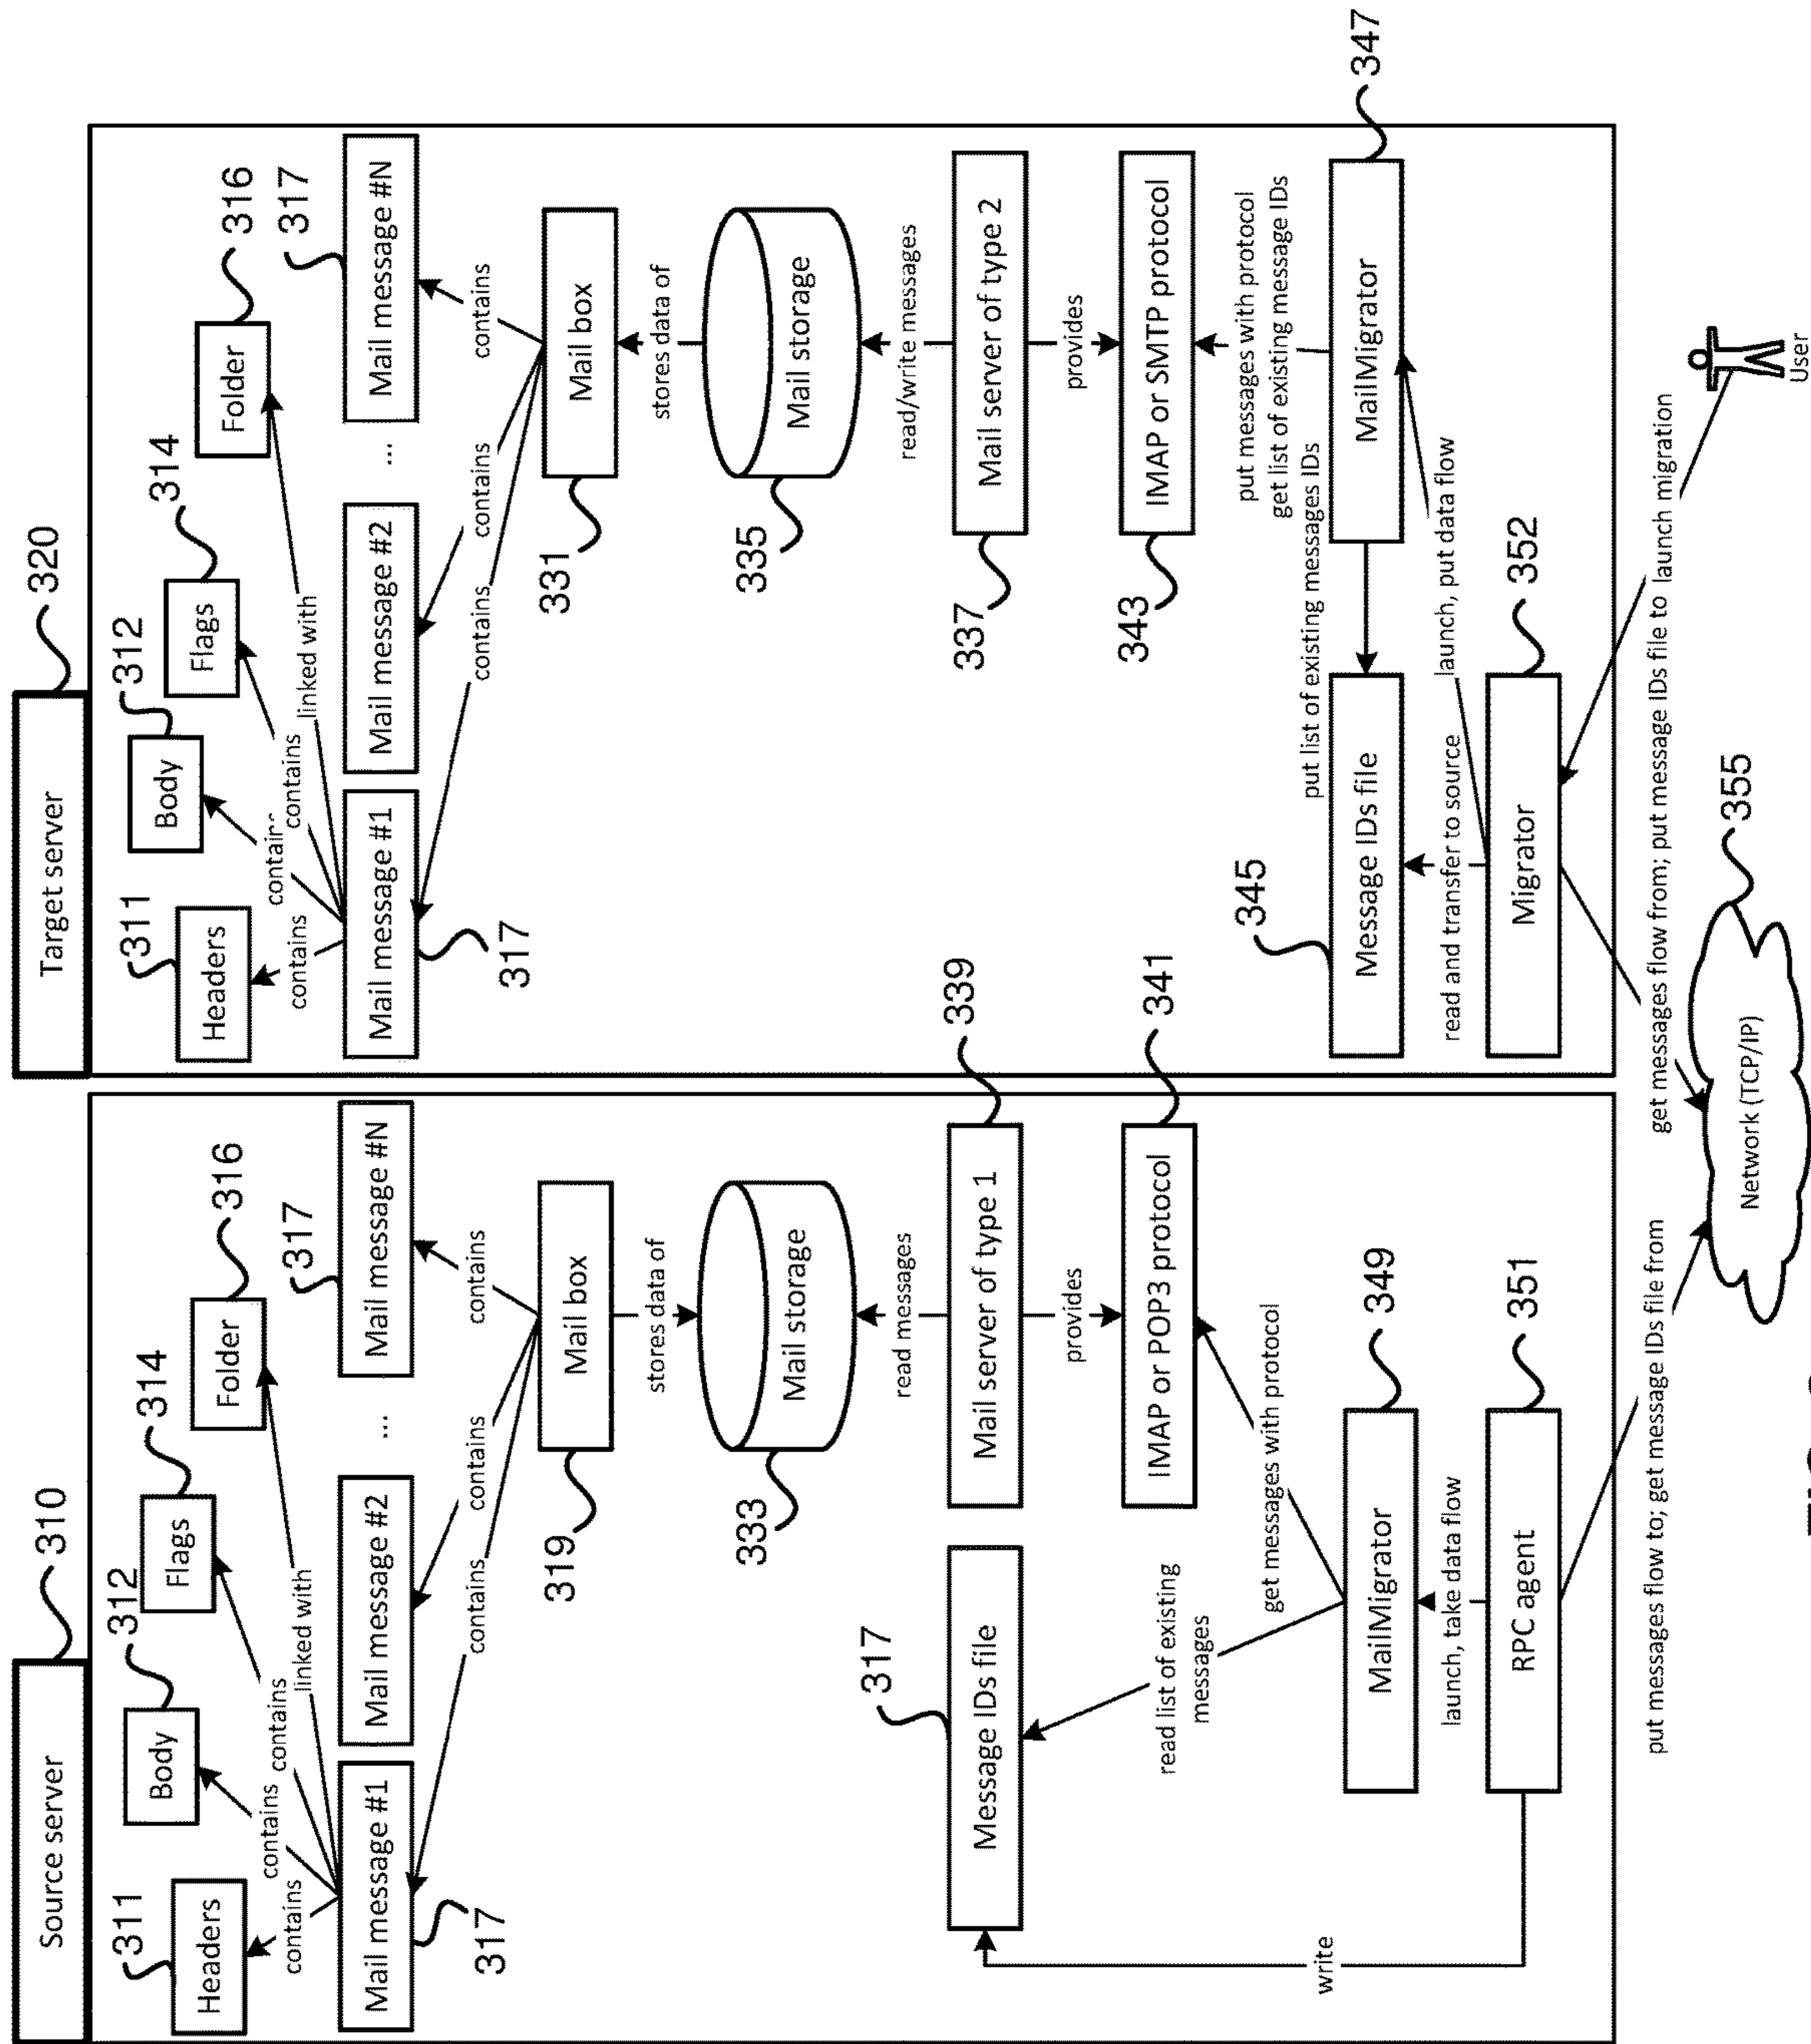 Source server
310
311
312
314
316
Headers
Body
Flags
Folder
contains
contains
contains
linked with
317
Mail message #1
Mail message #2
...
Mail message #N
317
contains
contains
contains
319
Mail box
stores data of
333
Mail storage
read messages
339
Mail server of type 1
provides
341
IMAP or POP3 protocol
317
Message IDs file
read list of existing
messages
get messages with protocol
349
MailMigrator
launch, take data flow
351
RPC agent
write
put messages flow to; get message IDs file from
Target server
320
311
312
314
316
Headers
Body
Flags
Folder
contains
contains
linked with
317
Mail message #1
Mail message #2
...
Mail message #N
317
contains
contains
contains
331
Mail box
stores data of
335
Mail storage
read/write messages
337
Mail server of type 2
provides
343
IMAP or SMTP protocol
put messages with protocol
get list of existing message IDs
put list of existing messages IDs
345
Message IDs file
347
MailMigrator
read and transfer to source
launch, put data flow
352
Migrator
get messages flow from; put message IDs file to
launch migration
355
Network (TCP/IP)
User